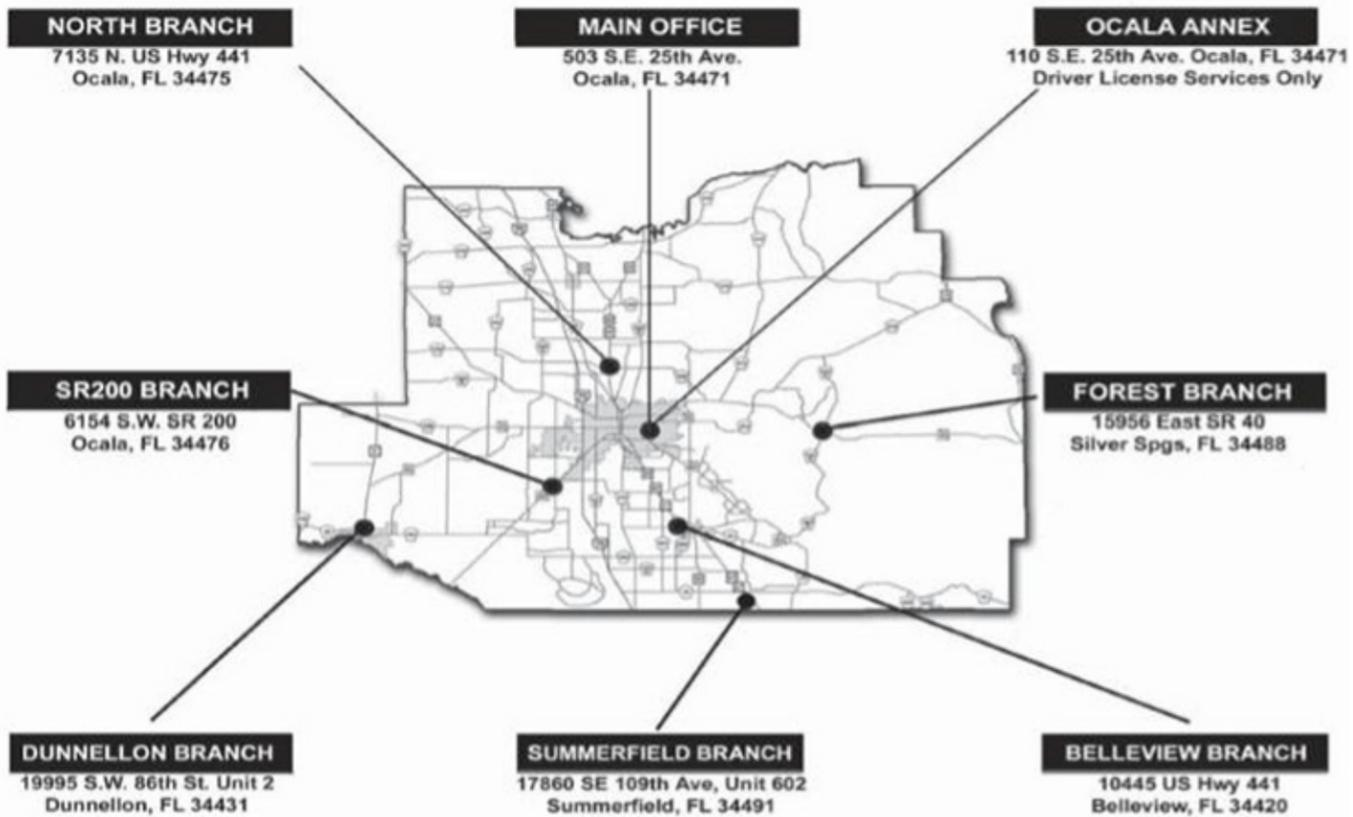 NORTH BRANCH
7135 N. US Hwy 441
Ocala, FL 34475
MAIN OFFICE
503 S.E. 25th Ave.
Ocala, FL 34471
OCALA ANNEX
110 S.E. 25th Ave. Ocala, FL 34471
Driver License Services Only
SR200 BRANCH
6154 S.W. SR 200
Ocala, FL 34476
FOREST BRANCH
15956 East SR 40
Silver Spgs, FL 34488
DUNNELLON BRANCH
19995 S.W. 86th St. Unit 2
Dunnellon, FL 34431
SUMMERFIELD BRANCH
17860 SE 109th Ave, Unit 602
Summerfield, FL 34491
BELLEVIEW BRANCH
10445 US Hwy 441
Belleview, FL 34420